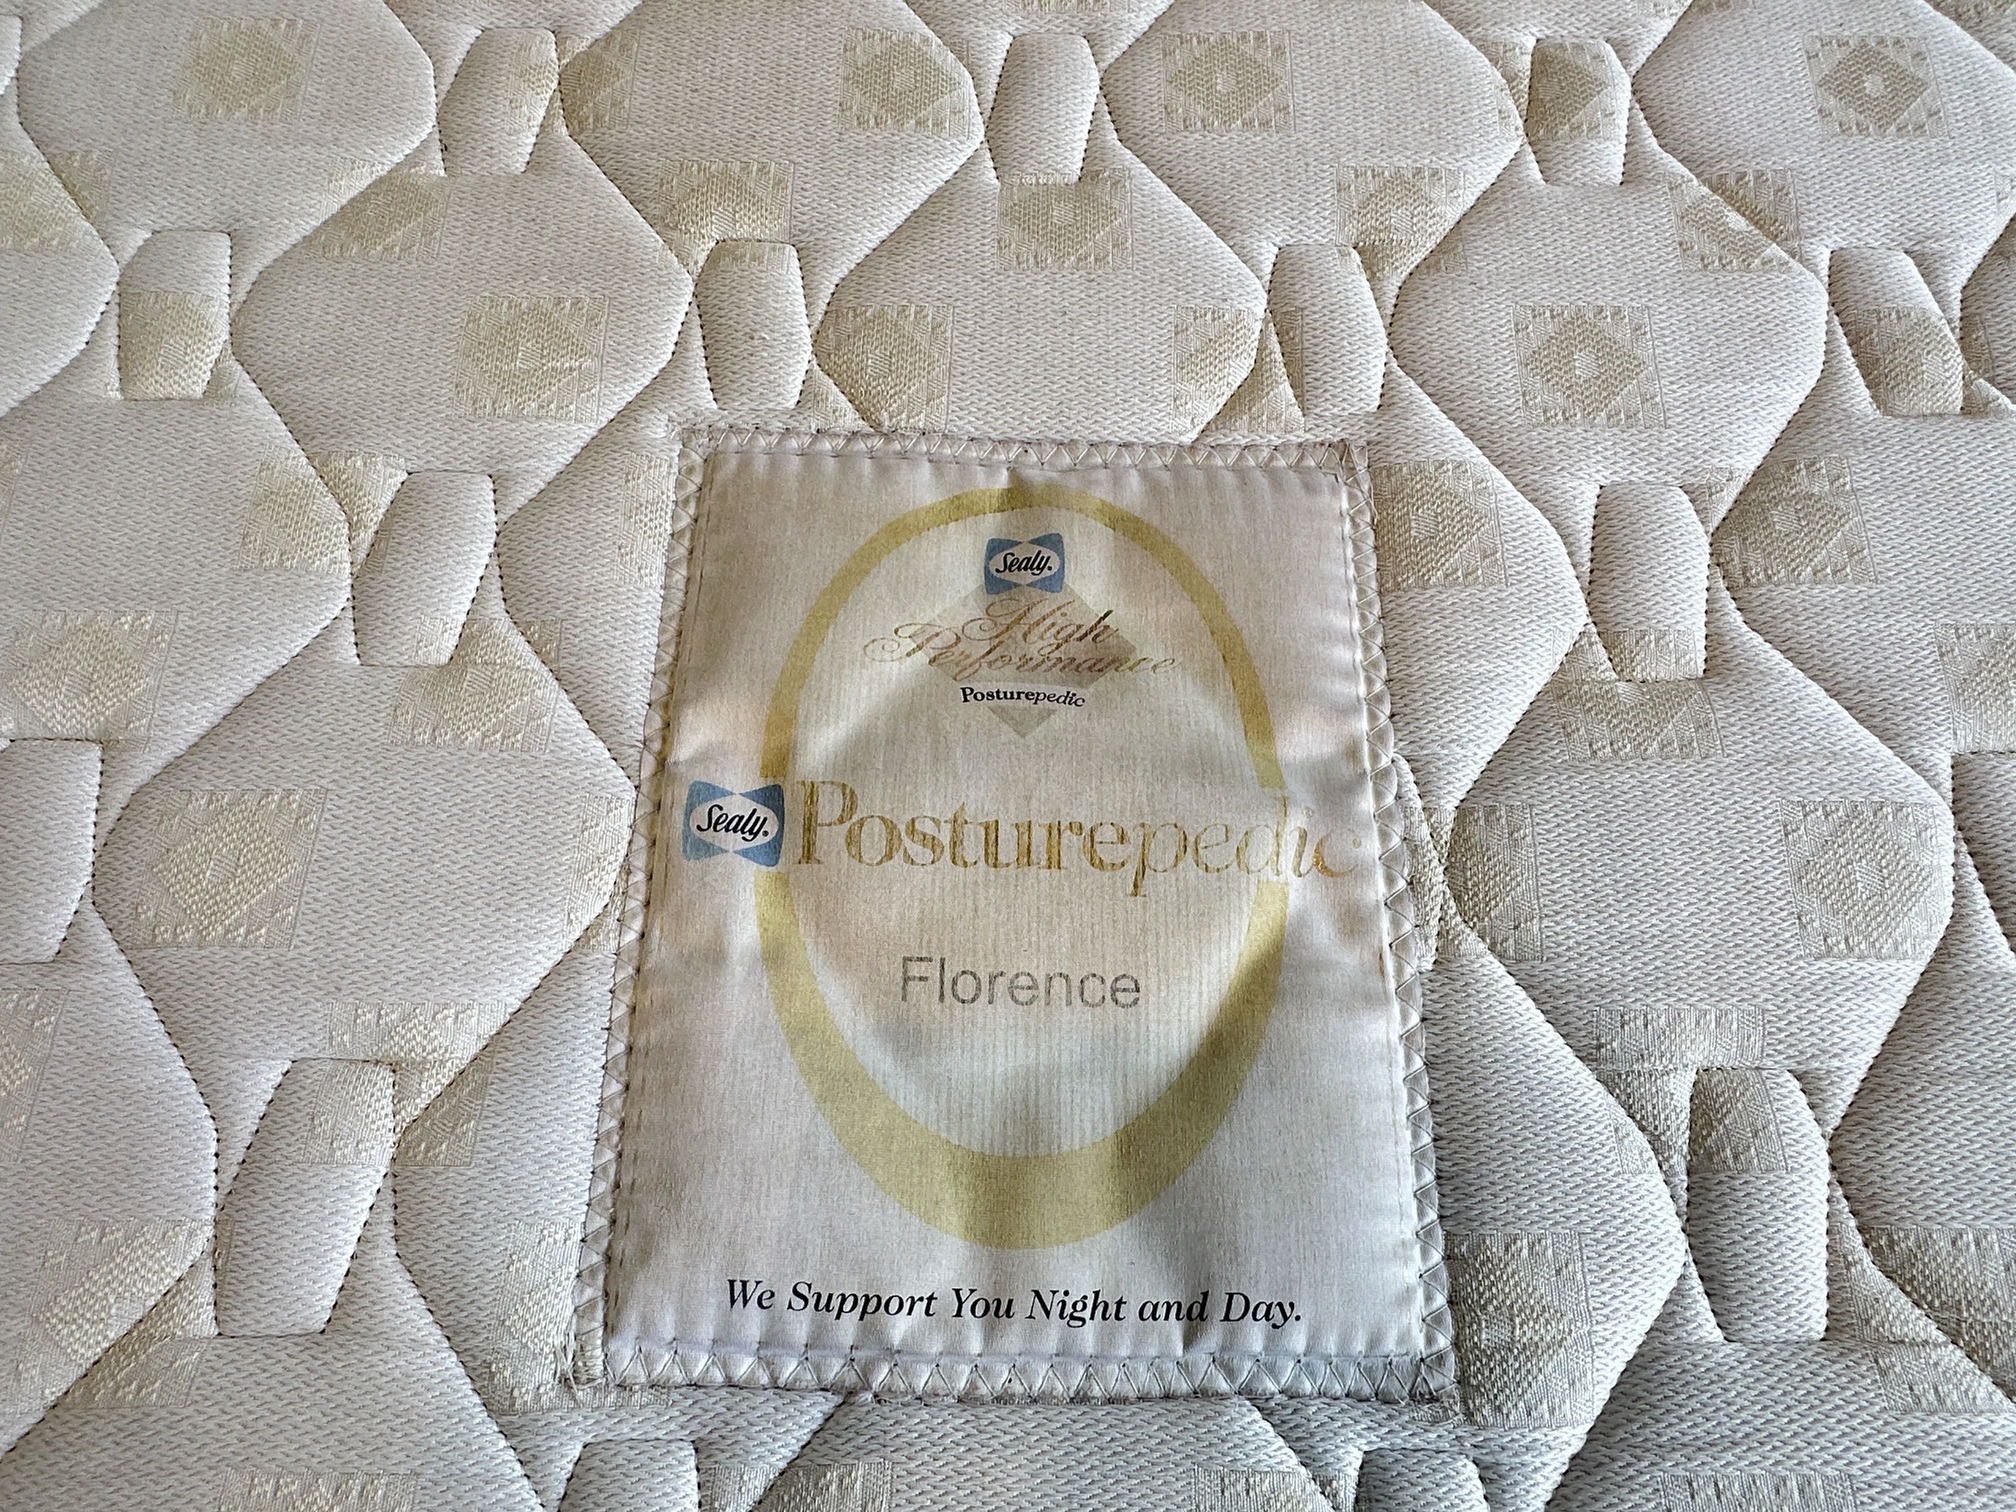 Sealy.
High
Performance
Posturepedic
Sealy. Posturepedic
Florence
We Support You Night and Day.